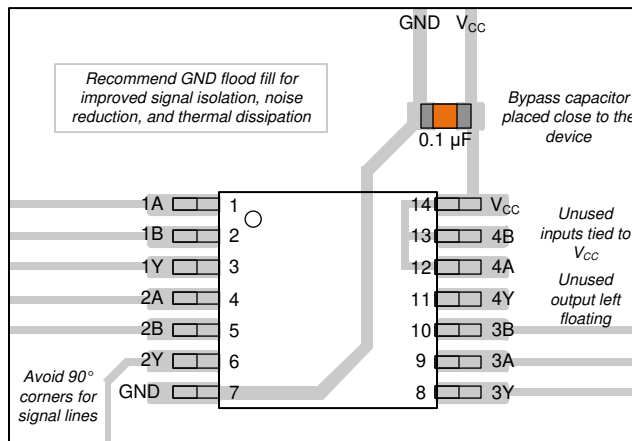 GND V_CC
Recommend GND flood fill for
improved signal isolation, noise
reduction, and thermal dissipation
Bypass capacitor
placed close to the
device
0.1 µF
1A 1 14 V_CC
1B 2 13 4B
1Y 3 12 4A
2A 4 11 4Y
2B 5 10 3B
2Y 6 9 3A
GND 7 8 3Y
Unused
inputs tied to
V_CC
Unused
output left
floating
Avoid 90°
corners for
signal lines